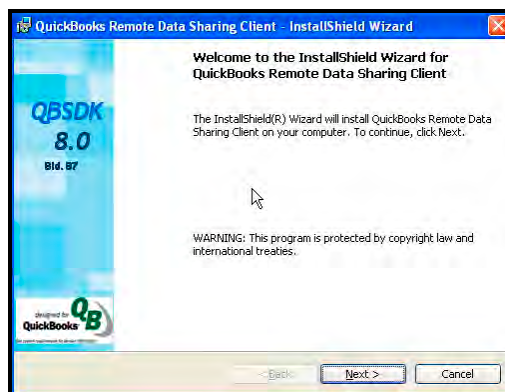 QuickBooks Remote Data Sharing Client - InstallShield Wizard
Welcome to the InstallShield Wizard for
QuickBooks Remote Data Sharing Client
QBSDK
8.0
Bld. B7
The InstallShield(R) Wizard will install QuickBooks Remote Data
Sharing Client on your computer. To continue, click Next.
WARNING: This program is protected by copyright law and
international treaties.
designed for
QB
QuickBooks
< Back
Next >
Cancel